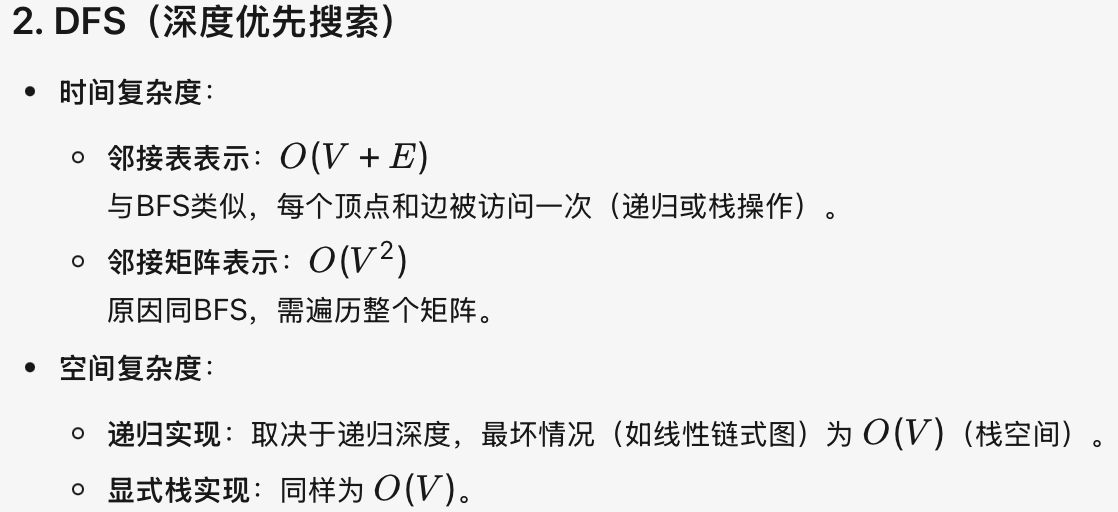 2. DFS（深度优先搜索）
• 时间复杂度：
○ 邻接表表示：O(V + E)
与BFS类似，每个顶点和边被访问一次（递归或栈操作）。
○ 邻接矩阵表示：O(V²)
原因同BFS，需遍历整个矩阵。
• 空间复杂度：
○ 递归实现：取决于递归深度，最坏情况（如线性链式图）为 O(V)（栈空间）。
○ 显式栈实现：同样为 O(V)。